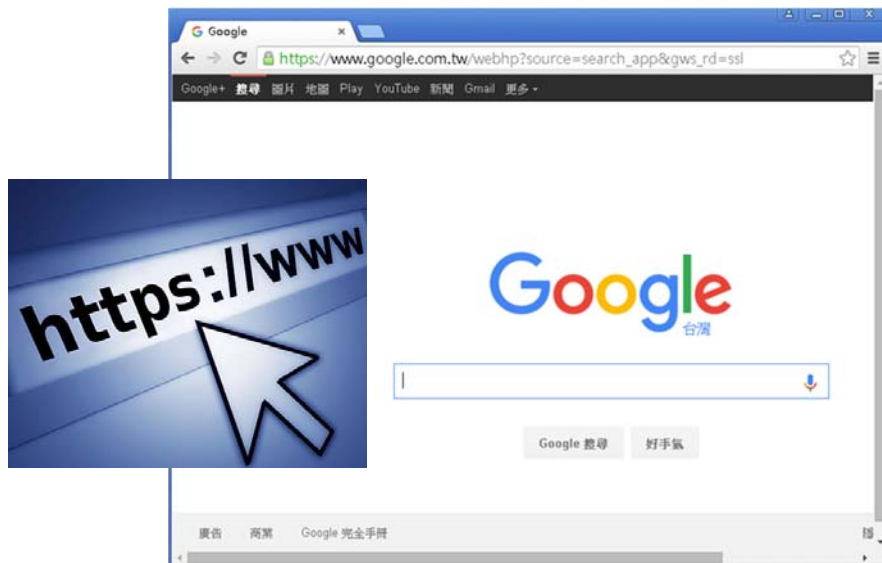 G Google
https://www.google.com.tw/webhp?source=search_app&gws_rd=ssl
Google+ 搜尋 圖片 地圖 Play YouTube 新聞 Gmail 更多
https://www
Google
台灣
Google 搜尋 好手氣
廣告 商業 Google 完全手冊
隱